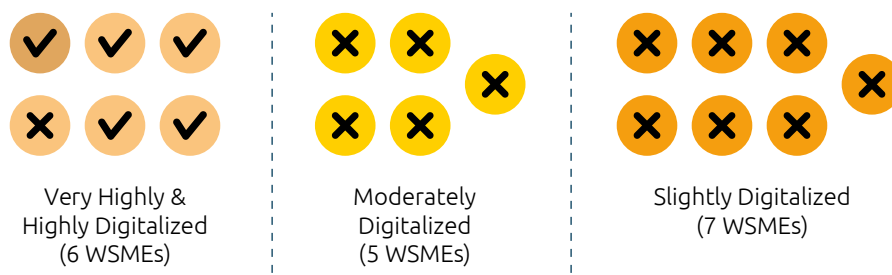 Very Highly &
Highly Digitalized
(6 WSMEs)
Moderately
Digitalized
(5 WSMEs)
Slightly Digitalized
(7 WSMEs)